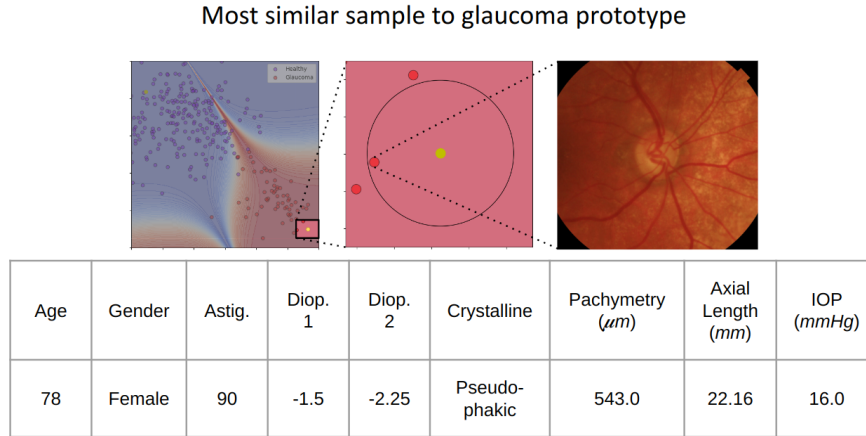 Most similar sample to glaucoma prototype
Healthy
Glaucoma
Age
Gender
Astig.
Diop.
1
Diop.
2
Crystalline
Pachymetry
(μm)
Axial
Length
(mm)
IOP
(mmHg)
78
Female
90
-1.5
-2.25
Pseudo-
phakic
543.0
22.16
16.0